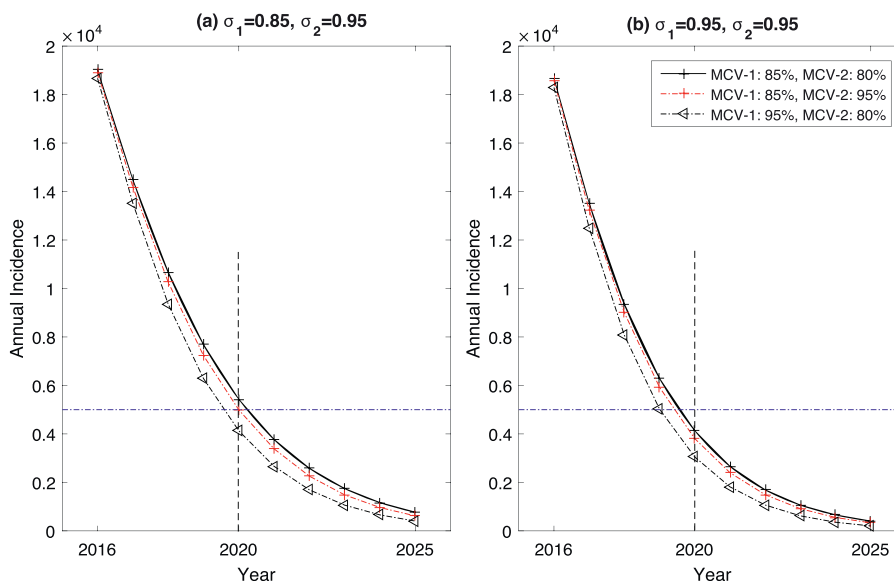 (a) σ₁=0.85, σ₂=0.95
× 10⁴
2
1.8
1.6
1.4
1.2
1
0.8
0.6
0.4
0.2
0
Annual Incidence
2016 2020 2025
Year
(b) σ₁=0.95, σ₂=0.95
× 10⁴
2
1.8
1.6
1.4
1.2
1
0.8
0.6
0.4
0.2
0
Annual Incidence
MCV-1: 85%, MCV-2: 80%
MCV-1: 85%, MCV-2: 95%
MCV-1: 95%, MCV-2: 80%
2016 2020 2025
Year